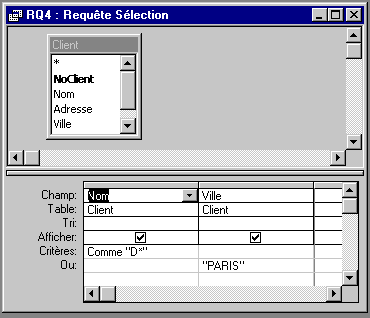 RQ4 : Requête Sélection
Client
*
NoClient
Nom
Adresse
Ville
Champ: Nom Ville
Table: Client Client
Tri:
Afficher:
Critères: Comme "D*"
Ou: "PARIS"